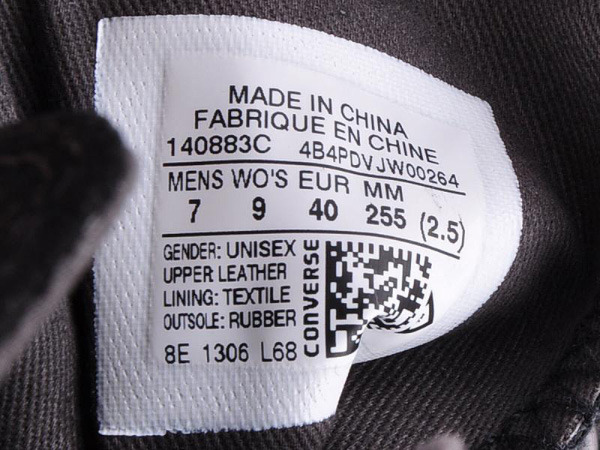 MADE IN CHINA
FABRIQUE EN CHINE
140883C 4B4PDVJW00264
MENS WO'S EUR MM
7 9 40 255 (2.5)
GENDER: UNISEX
UPPER LEATHER
LINING: TEXTILE
OUTSOLE: RUBBER
CONVERSE
8E 1306 L68